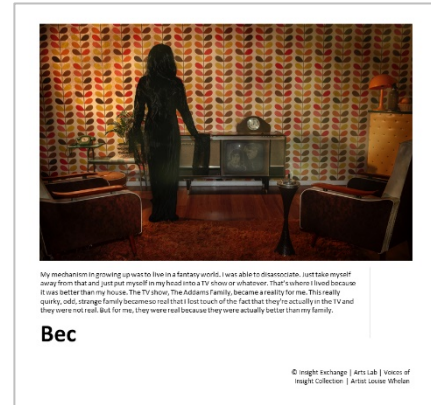 My mechanism in growing up was to live in a fantasy world. I was able to disassociate. Just take myself
away from that and just put myself in my head into a TV show or whatever. That's where I lived because
it was better than my house. The TV show, The Addams Family, became a reality for me. This really
quirky, odd, strange family became so real that I lost touch of the fact that they're actually in the TV and
they were not real. But for me, they were real because they were actually better than my family.
Bec
© Insight Exchange | Arts Lab | Voices of
Insight Collection | Artist Louise Whelan